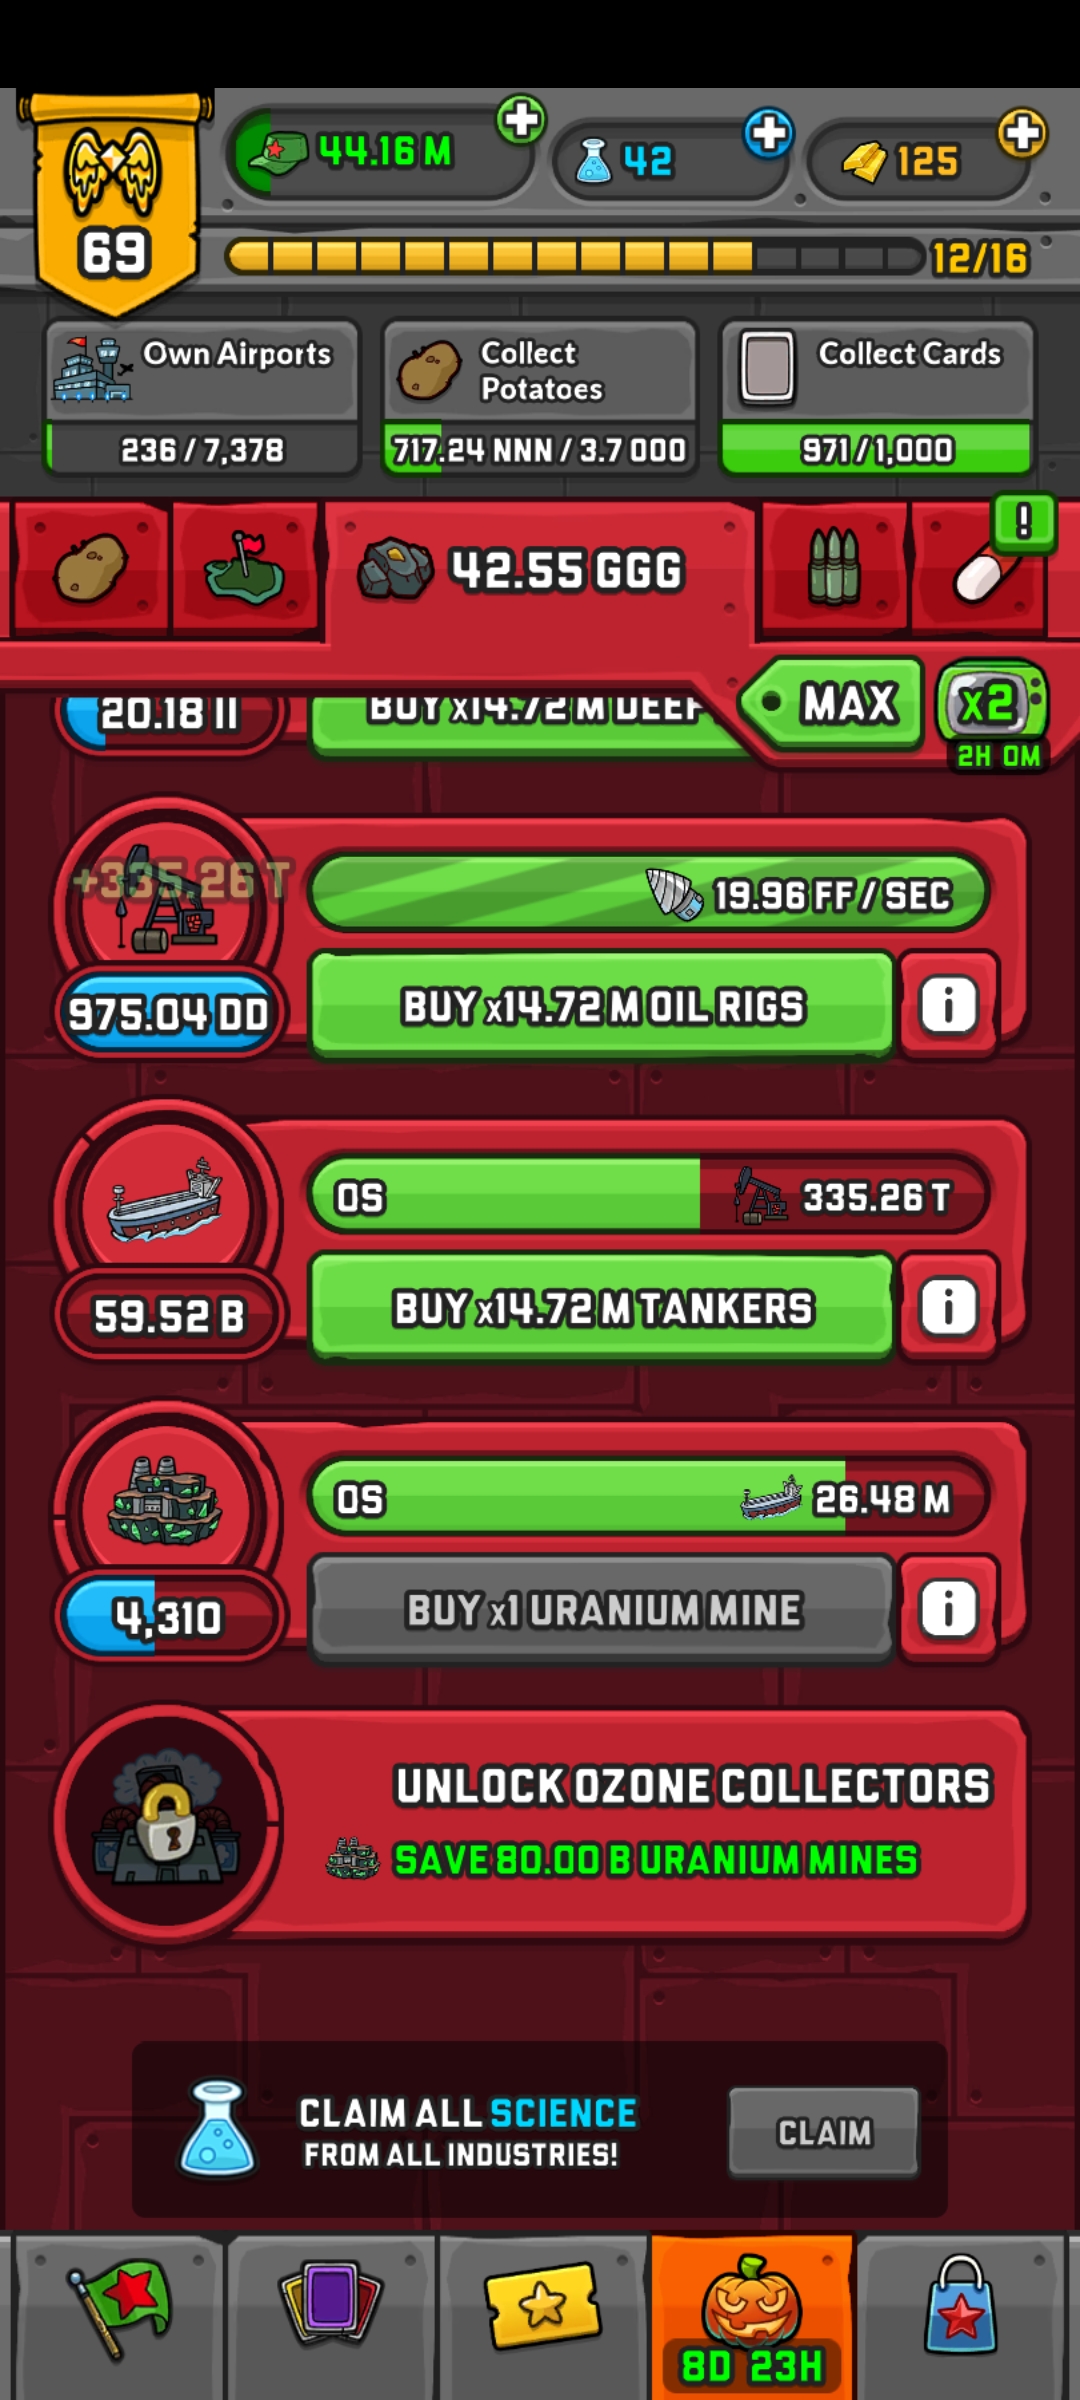 69
44.16 M
42
125
12/16
Own Airports
236 / 7,378
Collect
Potatoes
717.24 NNN / 3.7 OOO
Collect Cards
971 / 1,000
42.55 GGG
!
MAX
x2
2H 0M
20.18 II
BUY x14.72 M DEEP
+335.26 T
19.96 FF / SEC
975.04 DD
BUY x14.72 M OIL RIGS
i
0S
335.26 T
59.52 B
BUY x14.72 M TANKERS
i
0S
26.48 M
4,310
BUY x1 URANIUM MINE
i
UNLOCK OZONE COLLECTORS
SAVE 80.00 B URANIUM MINES
CLAIM ALL SCIENCE
FROM ALL INDUSTRIES!
CLAIM
8D 23H